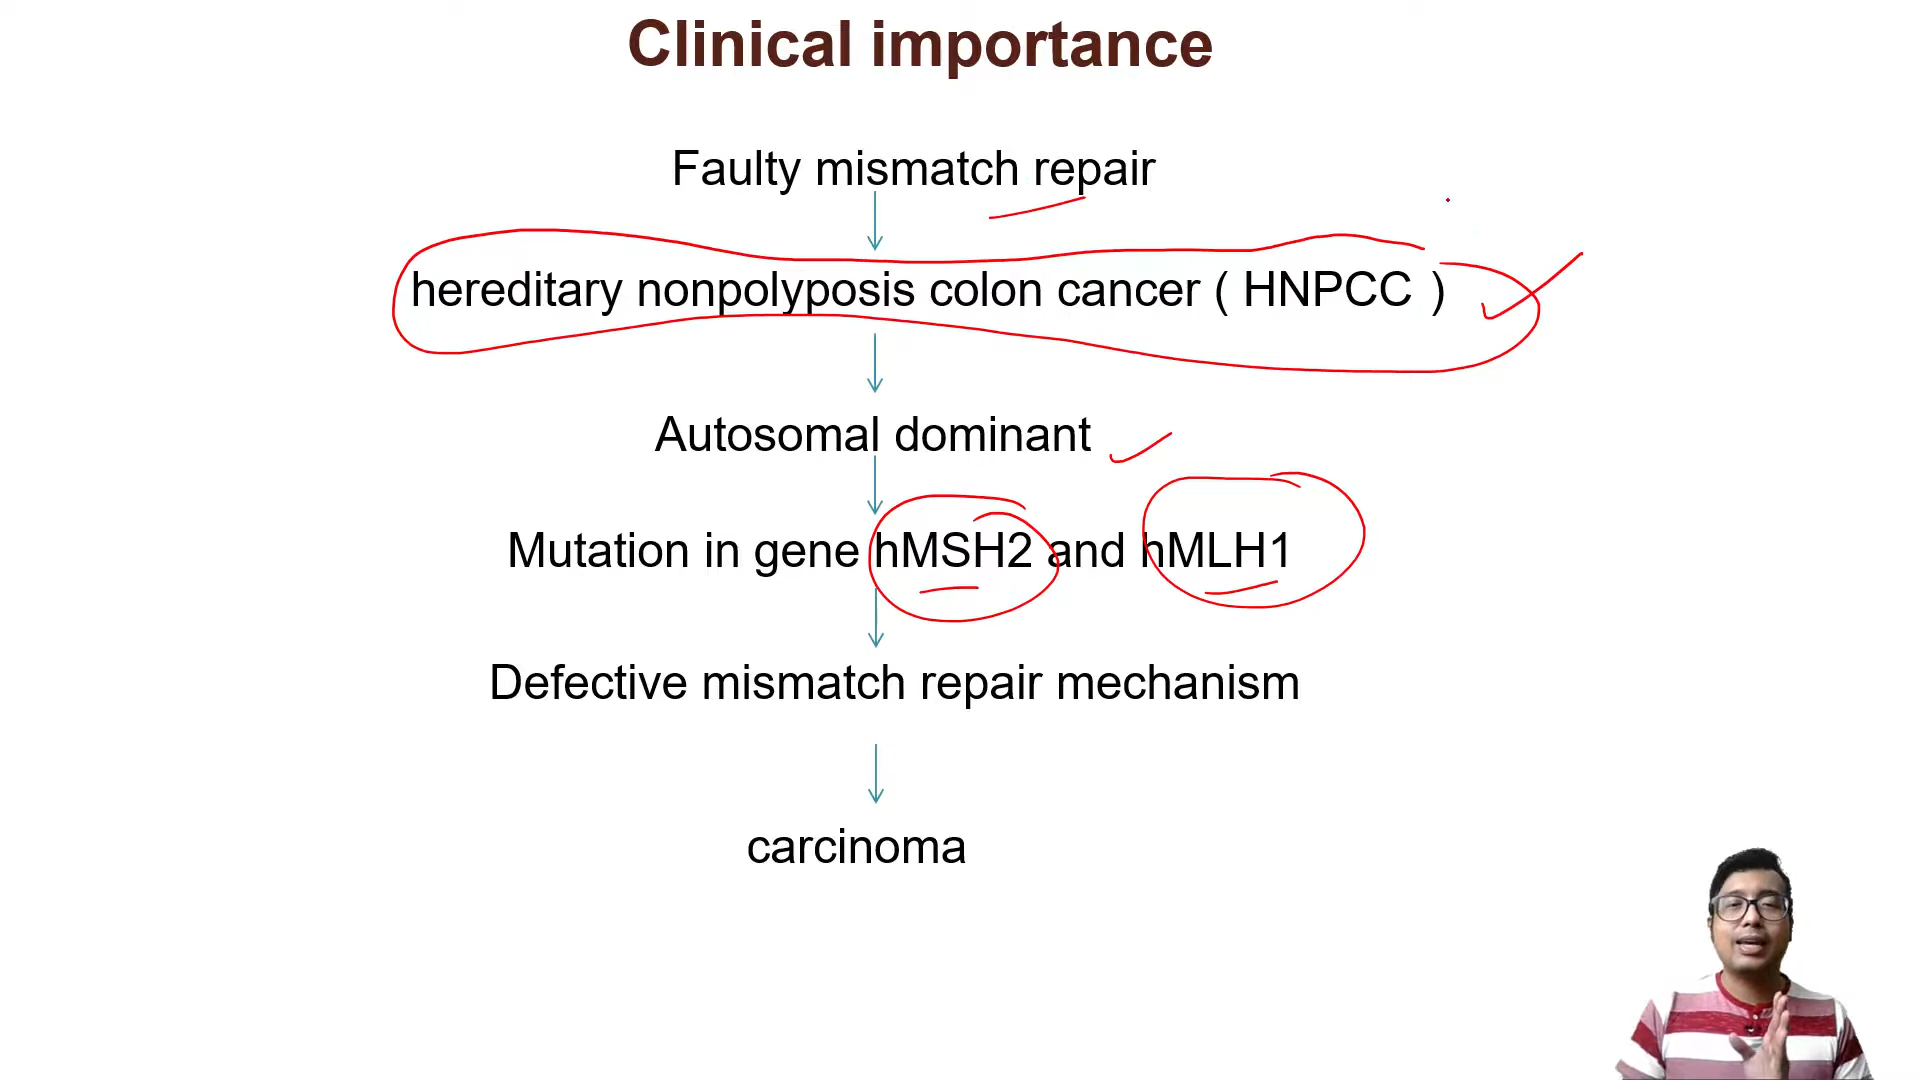 Clinical importance
Faulty mismatch repair
hereditary nonpolyposis colon cancer ( HNPCC )
Autosomal dominant
Mutation in gene hMSH2 and hMLH1
Defective mismatch repair mechanism
carcinoma